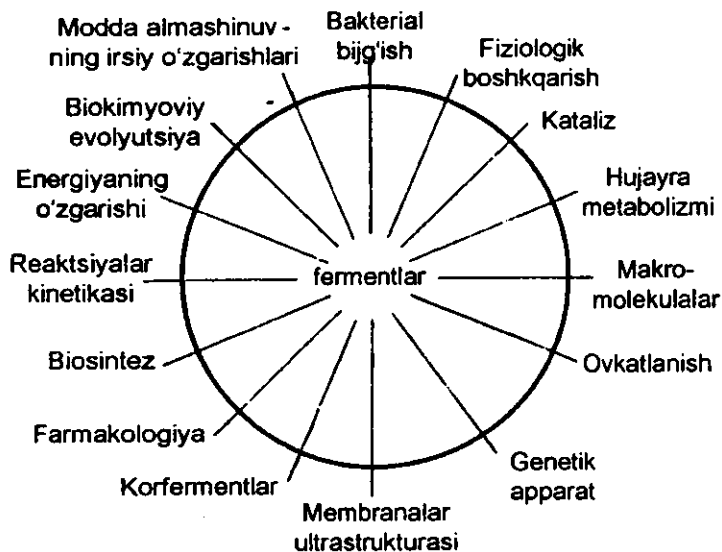 Bakterial
bijg'ish
Fiziologik
boshkqarish
Kataliz
Hujayra
metabolizmi
Makro-
molekulalar
Ovkatlanish
Genetik
apparat
Membranalar
ultrastrukturasi
Korfermentlar
Farmakologiya
Biosintez
Reaktsiyalar
kinetikasi
Energiyaning
o'zgarishi
Biokimyoviy
evolyutsiya
Modda almashinuv -
ning irsiy o'zgarishlari
fermentlar